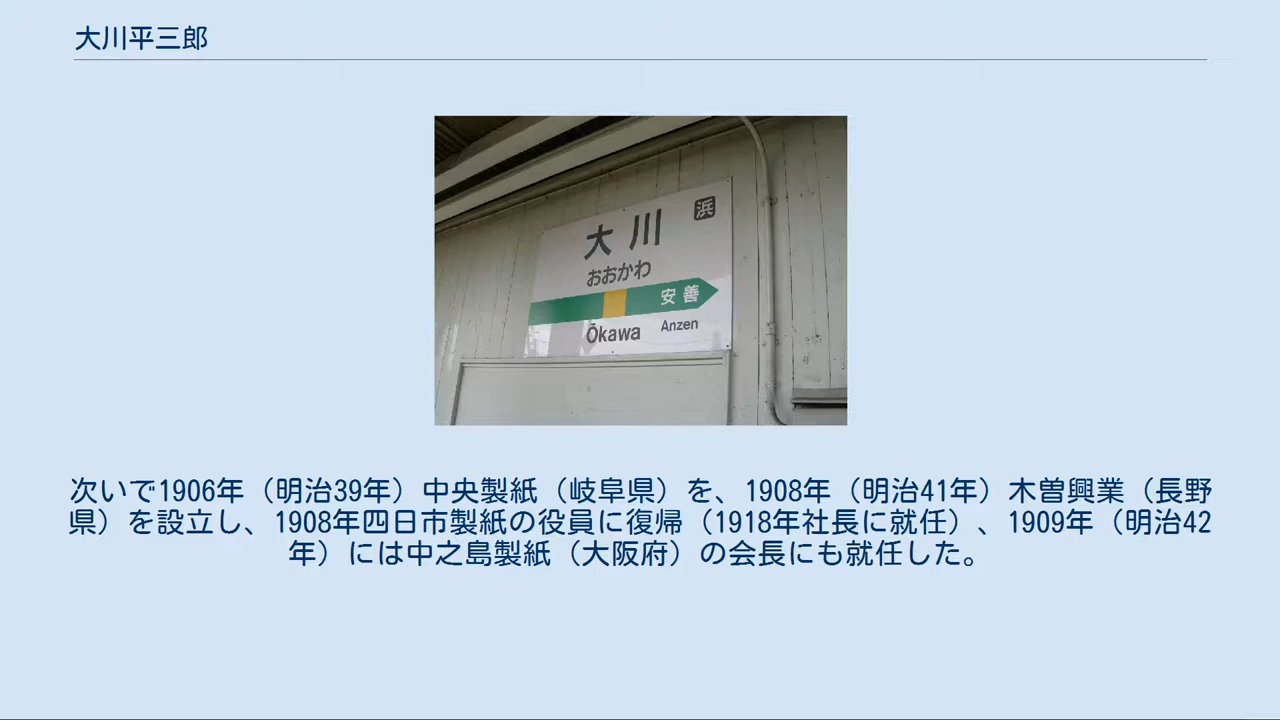 大川平三郎
浜
大川
おおかわ
安善
Ōkawa Anzen
次いで1906年（明治39年）中央製紙（岐阜県）を、1908年（明治41年）木曽興業（長野
県）を設立し、1908年四日市製紙の役員に復帰（1918年社長に就任）、1909年（明治42
年）には中之島製紙（大阪府）の会長にも就任した。